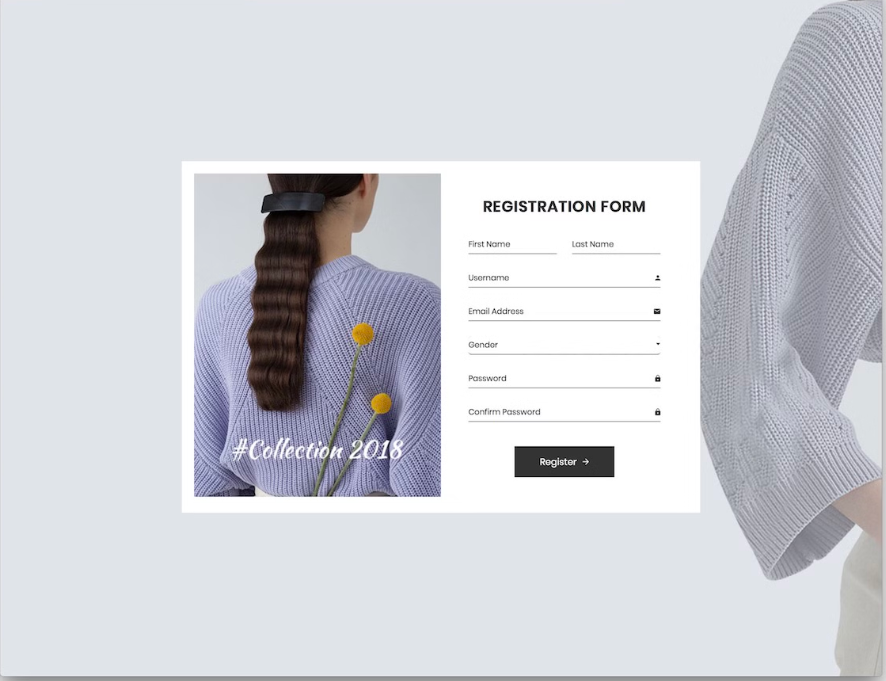 REGISTRATION FORM
First Name Last Name
Username
Email Address
Gender
Password
Confirm Password
Register →
#Collection 2018